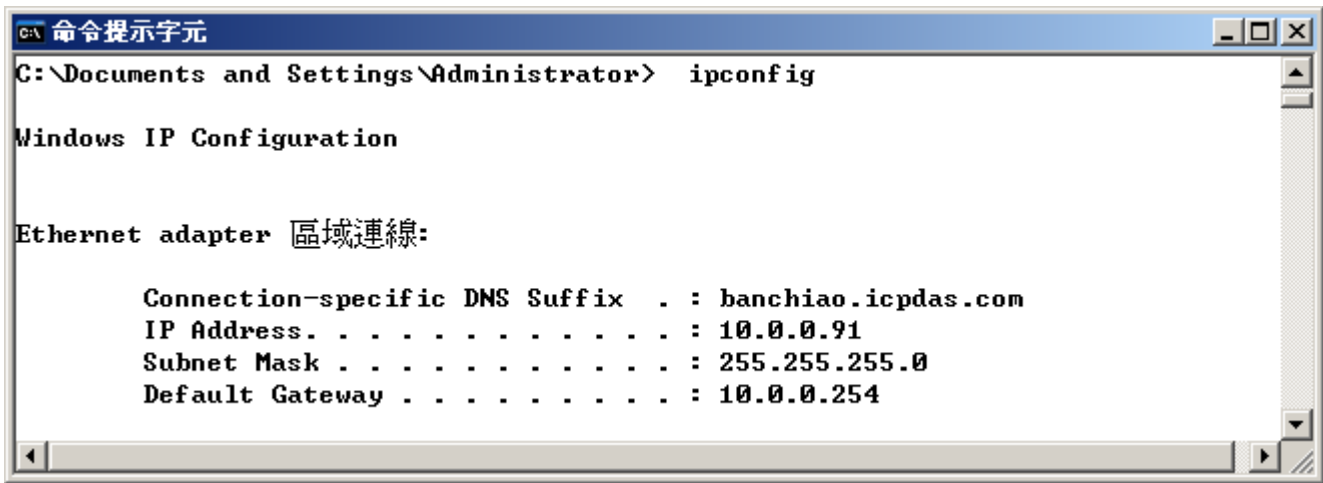 命令提示字元
C:\Documents and Settings\Administrator>  ipconfig
Windows IP Configuration
Ethernet adapter 區域連線:
Connection-specific DNS Suffix  . : banchiao.icpdas.com
IP Address. . . . . . . . . . . . : 10.0.0.91
Subnet Mask . . . . . . . . . . . : 255.255.255.0
Default Gateway . . . . . . . . . : 10.0.0.254